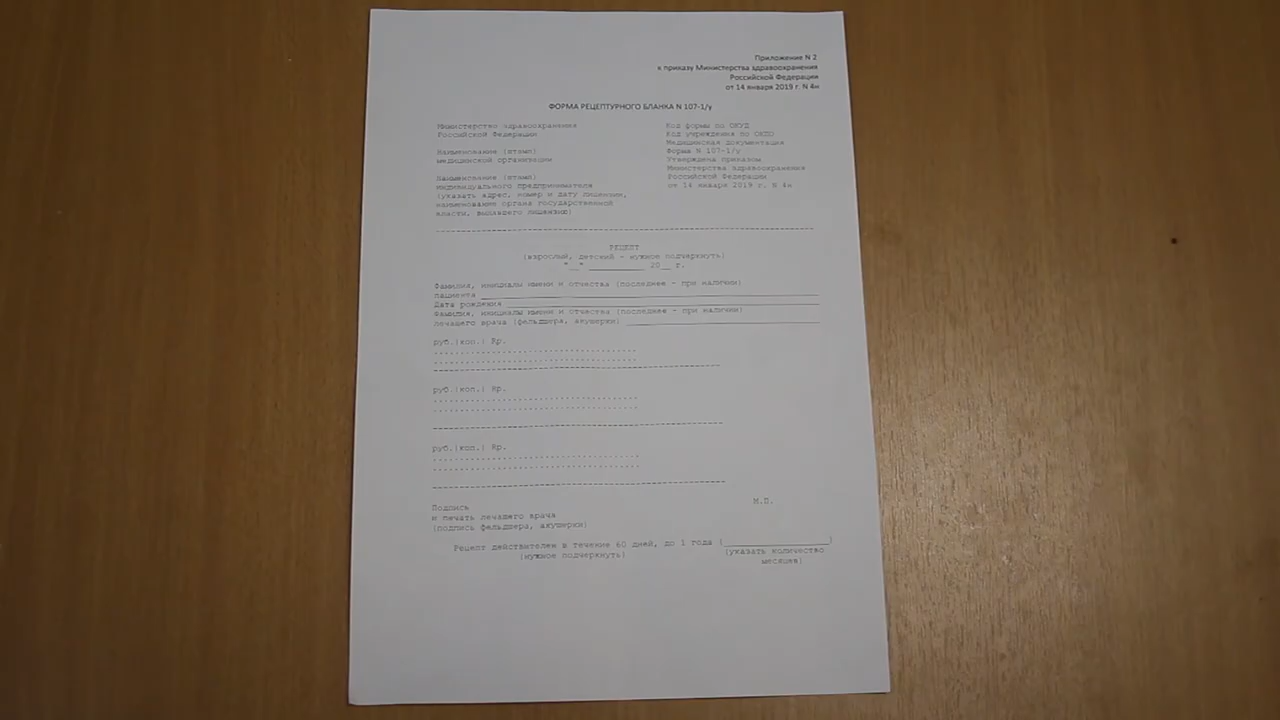 Приложение N 2
к приказу Министерства здравоохранения
Российской Федерации
от 14 января 2019 г. N 4н
ФОРМА РЕЦЕПТУРНОГО БЛАНКА N 107-1/у
Министерство здравоохранения
Российской Федерации
Наименование (штамп)
медицинской организации
Наименование (штамп)
индивидуального предпринимателя
(указать адрес, номер и дату лицензии,
наименование органа государственной
власти, выдавшего лицензию)
Код формы по ОКУД
Код учреждения по ОКПО
Медицинская документация
Форма N 107-1/у
Утверждена приказом
Министерства здравоохранения
Российской Федерации
от 14 января 2019 г. N 4н
РЕЦЕПТ
(взрослый, детский - нужное подчеркнуть)
"__" _________ 20__ г.
Фамилия, инициалы имени и отчества (последнее - при наличии)
пациента
Дата рождения
Фамилия, инициалы имени и отчества (последнее - при наличии)
лечащего врача (фельдшера, акушерки)
руб.|коп.| Rp.
руб.|коп.| Rp.
руб.|коп.| Rp.
Подпись М.П.
и печать лечащего врача
(подпись фельдшера, акушерки)
Рецепт действителен в течение 60 дней, до 1 года (_________________)
(нужное подчеркнуть) (указать количество
месяцев)